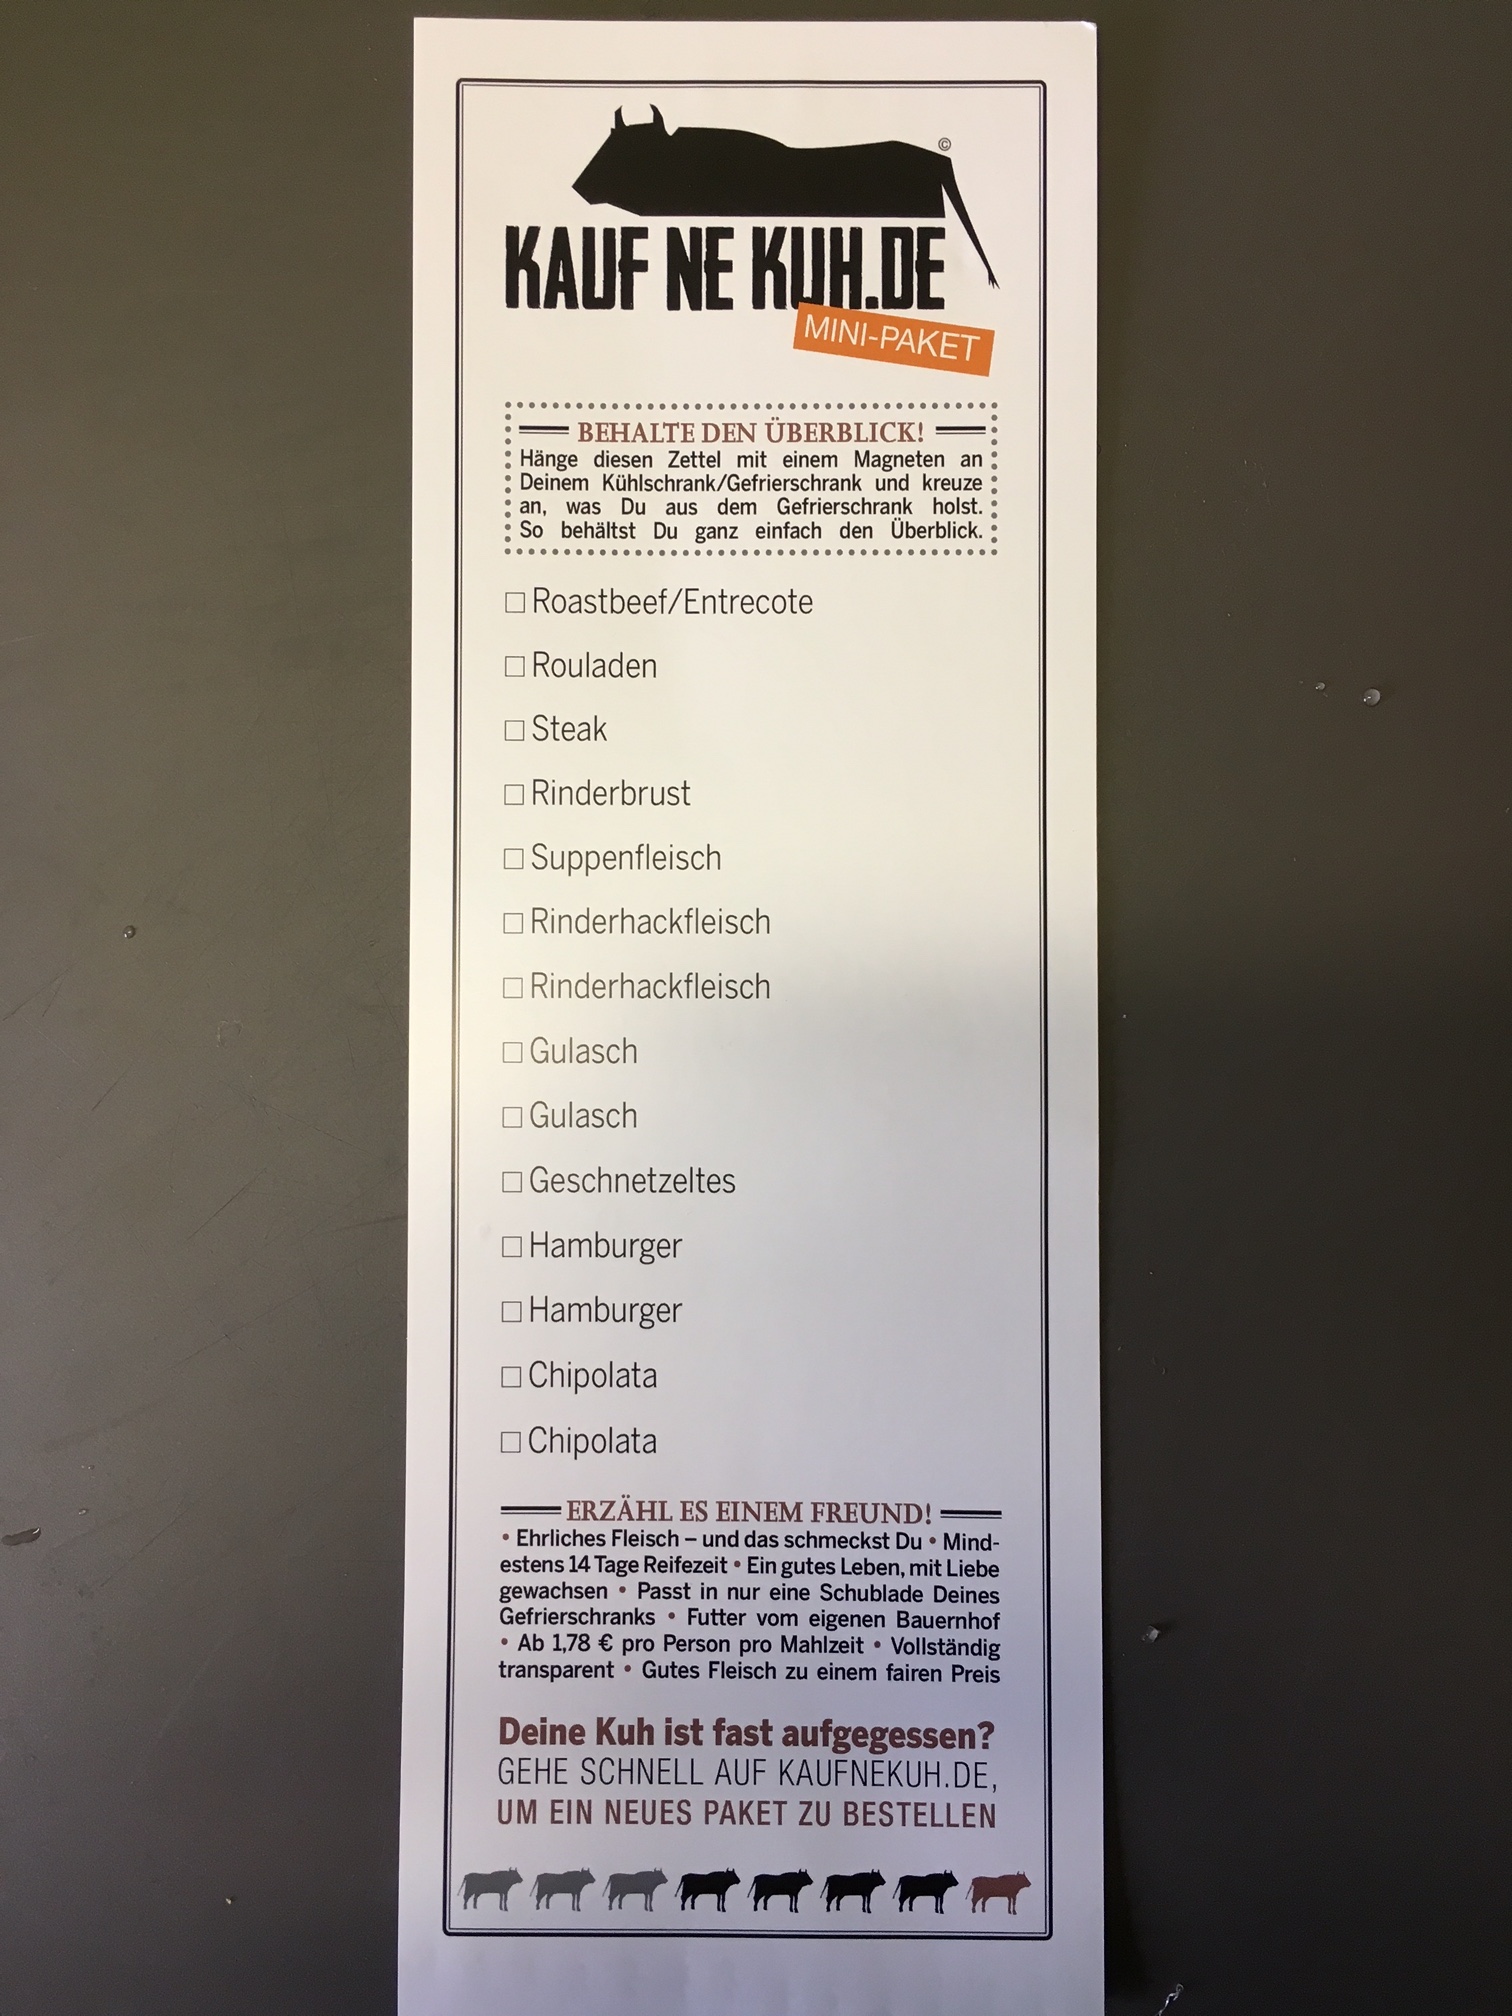 ©
KAUF NE KUH.DE
MINI-PAKET
BEHALTE DEN ÜBERBLICK!
Hänge diesen Zettel mit einem Magneten an
Deinem Kühlschrank/Gefrierschrank und kreuze
an, was Du aus dem Gefrierschrank holst.
So behältst Du ganz einfach den Überblick.
Roastbeef/Entrecote
Rouladen
Steak
Rinderbrust
Suppenfleisch
Rinderhackfleisch
Rinderhackfleisch
Gulasch
Gulasch
Geschnetzeltes
Hamburger
Hamburger
Chipolata
Chipolata
ERZÄHL ES EINEM FREUND!
• Ehrliches Fleisch – und das schmeckst Du • Mind-
estens 14 Tage Reifezeit • Ein gutes Leben, mit Liebe
gewachsen • Passt in nur eine Schublade Deines
Gefrierschranks • Futter vom eigenen Bauernhof
• Ab 1,78 € pro Person pro Mahlzeit • Vollständig
transparent • Gutes Fleisch zu einem fairen Preis
Deine Kuh ist fast aufgegessen?
GEHE SCHNELL AUF KAUFNEKUH.DE,
UM EIN NEUES PAKET ZU BESTELLEN